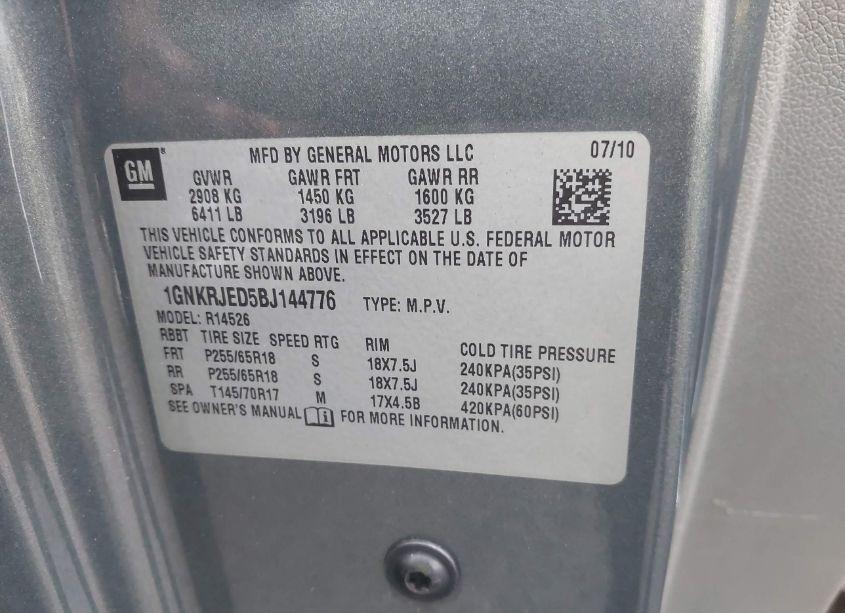 GM ® MFD BY GENERAL MOTORS LLC 07/10
GVWR GAWR FRT GAWR RR
2908 KG 1450 KG 1600 KG
6411 LB 3196 LB 3527 LB
THIS VEHICLE CONFORMS TO ALL APPLICABLE U.S. FEDERAL MOTOR
VEHICLE SAFETY STANDARDS IN EFFECT ON THE DATE OF
MANUFACTURE SHOWN ABOVE.
1GNKRJED5BJ144776 TYPE: M.P.V.
MODEL: R14526
RBBT TIRE SIZE SPEED RTG RIM COLD TIRE PRESSURE
FRT P255/65R18 S 18X7.5J 240KPA(35PSI)
RR P255/65R18 S 18X7.5J 240KPA(35PSI)
SPA T145/70R17 M 17X4.5B 420KPA(60PSI)
SEE OWNER'S MANUAL FOR MORE INFORMATION.